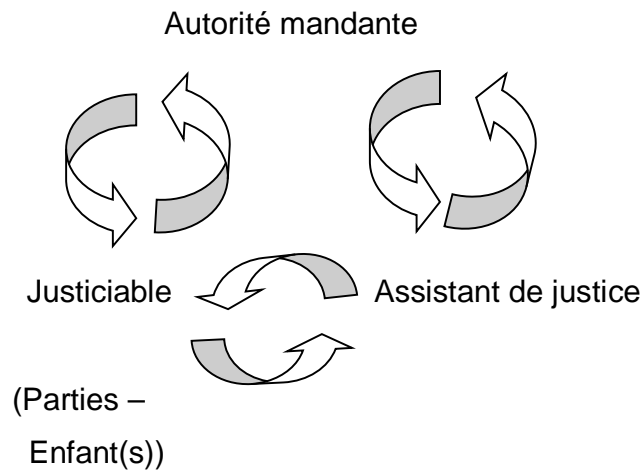 Autorité mandante
Justiciable
Assistant de justice
(Parties –
Enfant(s))